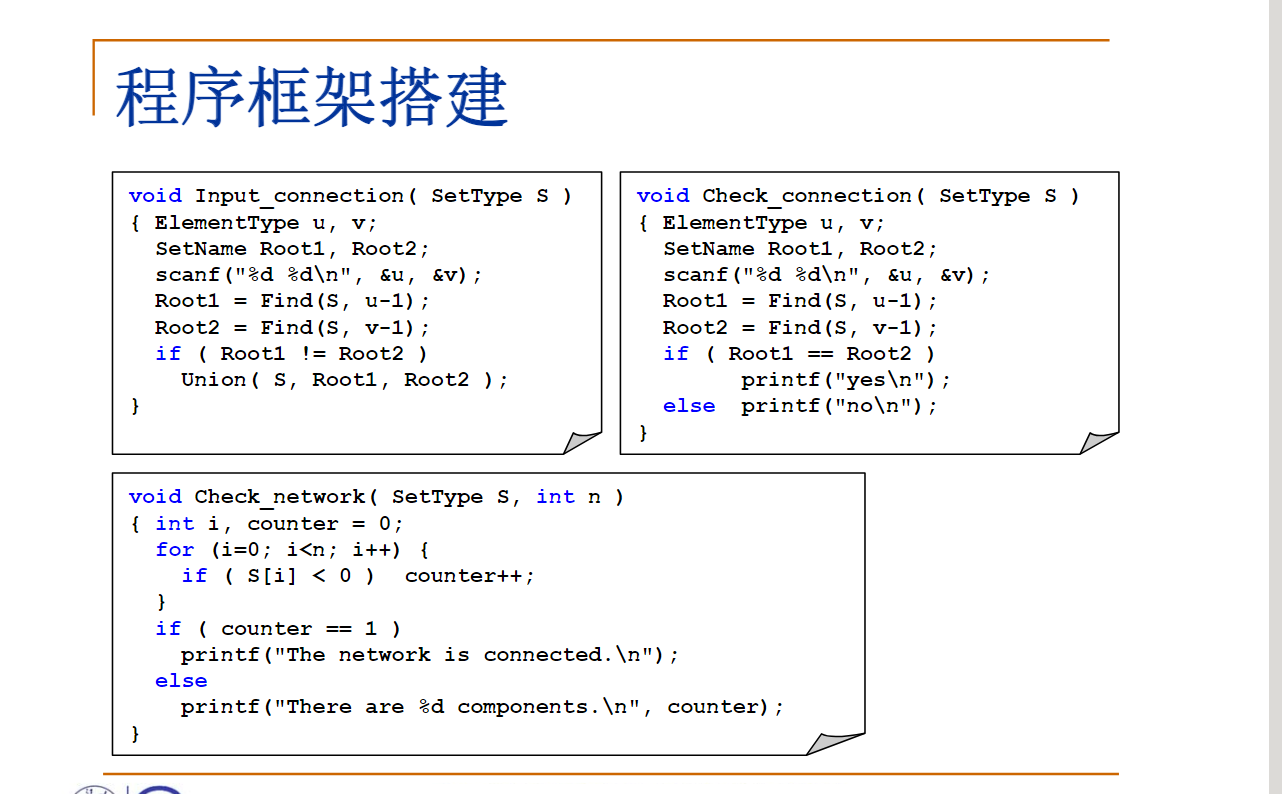 程序框架搭建
void Input_connection( SetType S )
{ ElementType u, v;
  SetName Root1, Root2;
  scanf("%d %d\n", &u, &v);
  Root1 = Find(S, u-1);
  Root2 = Find(S, v-1);
  if ( Root1 != Root2 )
    Union( S, Root1, Root2 );
}
void Check_connection( SetType S )
{ ElementType u, v;
  SetName Root1, Root2;
  scanf("%d %d\n", &u, &v);
  Root1 = Find(S, u-1);
  Root2 = Find(S, v-1);
  if ( Root1 == Root2 )
        printf("yes\n");
  else  printf("no\n");
}
void Check_network( SetType S, int n )
{ int i, counter = 0;
  for (i=0; i<n; i++) {
    if ( S[i] < 0 )  counter++;
  }
  if ( counter == 1 )
    printf("The network is connected.\n");
  else
    printf("There are %d components.\n", counter);
}